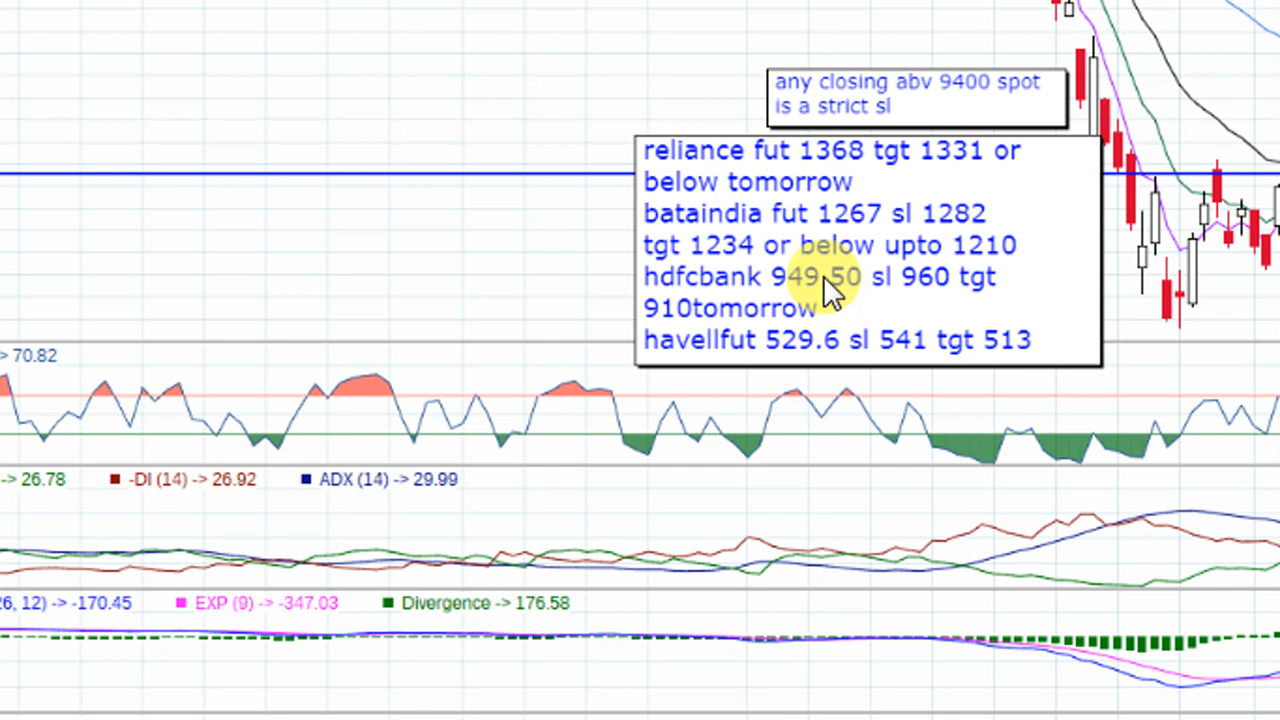 any closing abv 9400 spot
is a strict sl
reliance fut 1368 tgt 1331 or
below tomorrow
bataindia fut 1267 sl 1282
tgt 1234 or below upto 1210
hdfcbank 949.50 sl 960 tgt
910tomorrow
havellfut 529.6 sl 541 tgt 513
> 70.82
-> 26.78 -DI (14) -> 26.92 ADX (14) -> 29.99
26, 12) -> -170.45 EXP (9) -> -347.03 Divergence -> 176.58